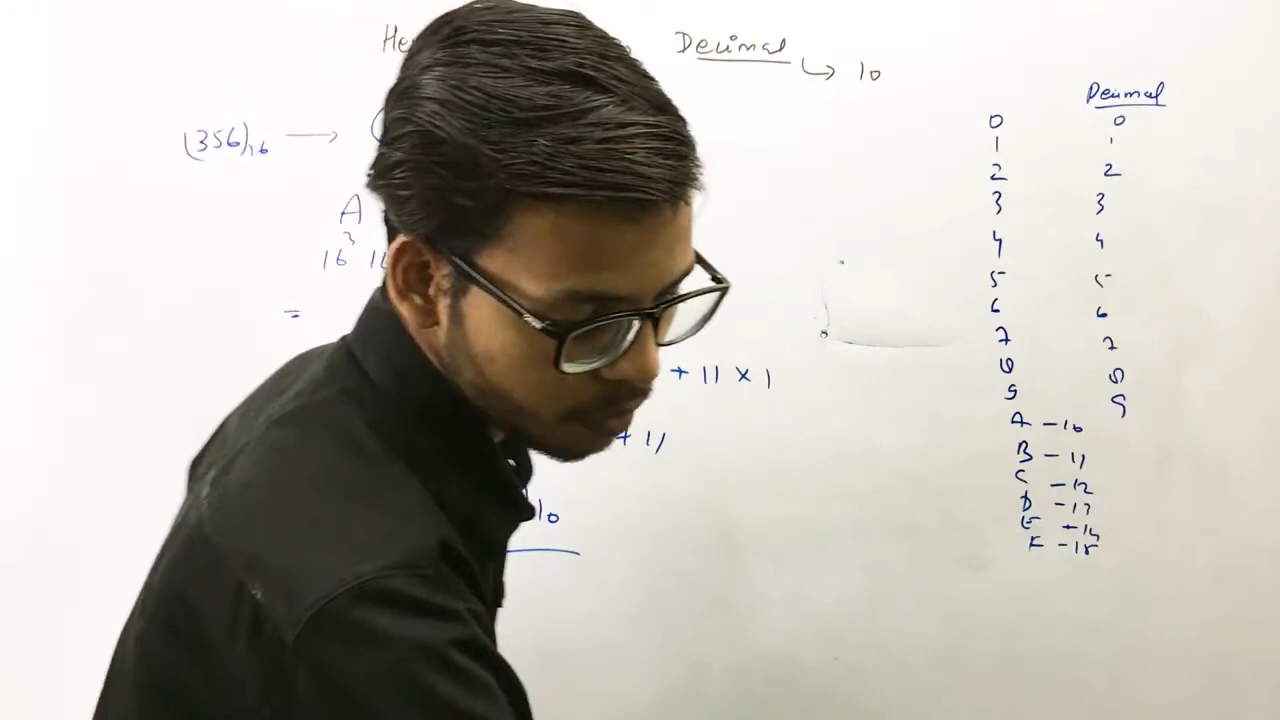 He Decimal
↳ 10
(356)₁₆ → (
A
16³ 16
=
+ 11 × 1
+ 11
10
Decimal
0 0
1 1
2 2
3 3
4 4
5 5
6 6
7 7
8 8
9 9
A - 10
B - 11
C - 12
D - 13
E - 14
F - 15